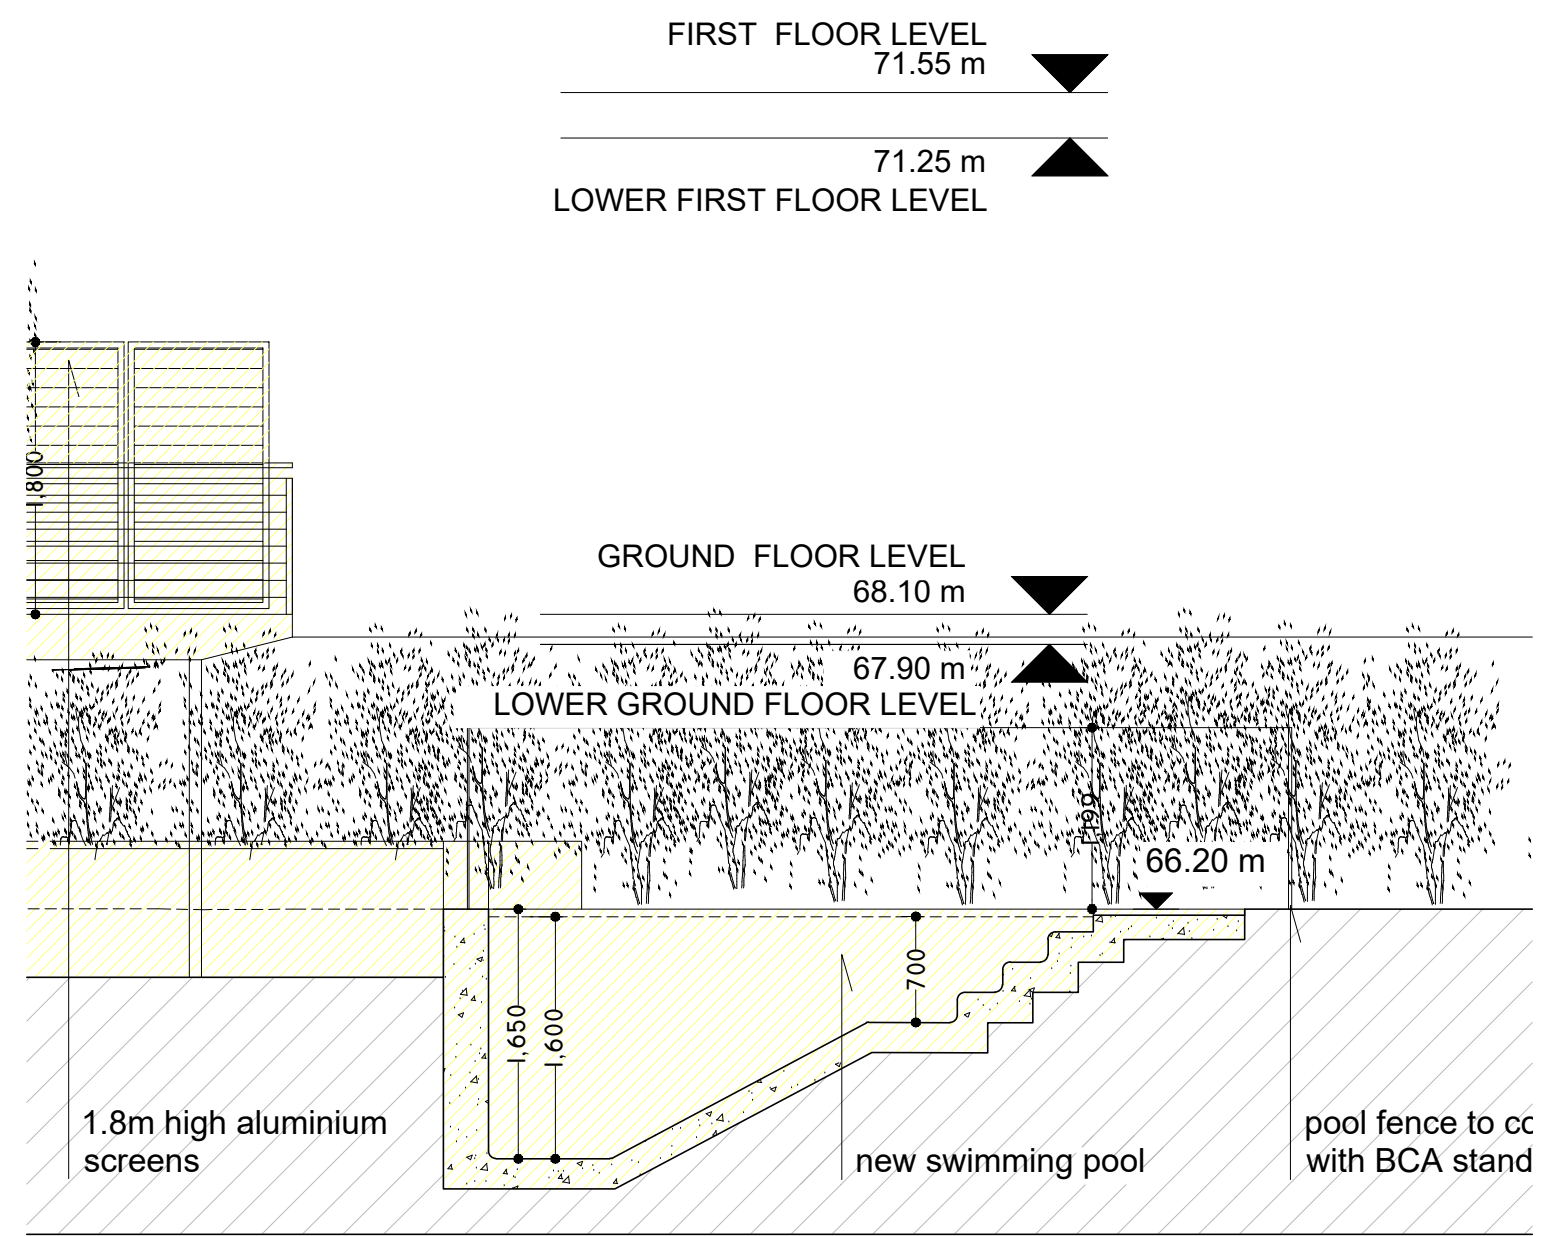 FIRST FLOOR LEVEL
71.55 m
71.25 m
LOWER FIRST FLOOR LEVEL
1,800
GROUND FLOOR LEVEL
68.10 m
67.90 m
LOWER GROUND FLOOR LEVEL
1,199
66.20 m
700
1,650
1,600
1.8m high aluminium
screens
new swimming pool
pool fence to co
with BCA stand